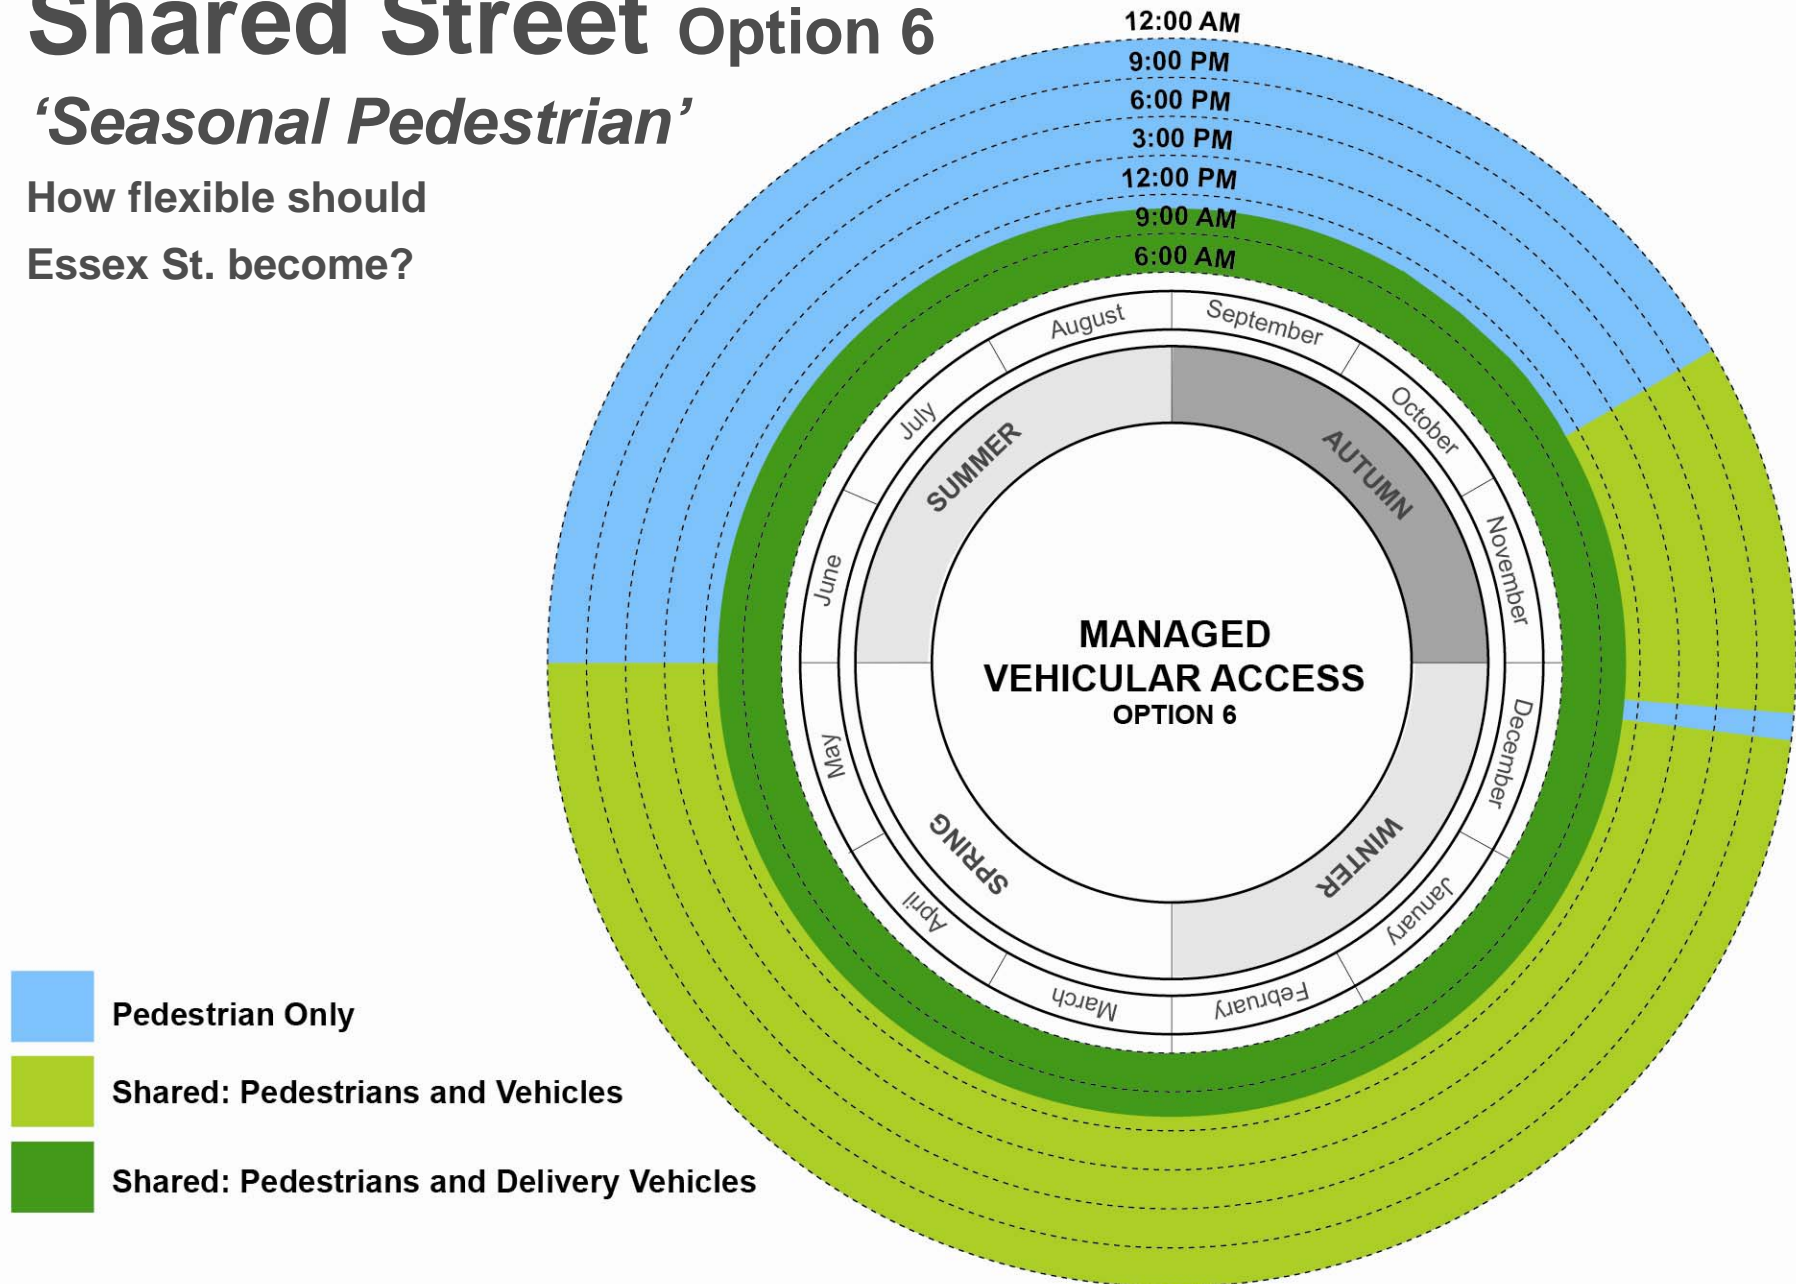 Shared Street Option 6
‘Seasonal Pedestrian’
How flexible should
Essex St. become?
12:00 AM
9:00 PM
6:00 PM
3:00 PM
12:00 PM
9:00 AM
6:00 AM
August
September
July
October
June
November
May
December
April
January
March
February
SUMMER
AUTUMN
SPRING
WINTER
MANAGED
VEHICULAR ACCESS
OPTION 6
Pedestrian Only
Shared: Pedestrians and Vehicles
Shared: Pedestrians and Delivery Vehicles